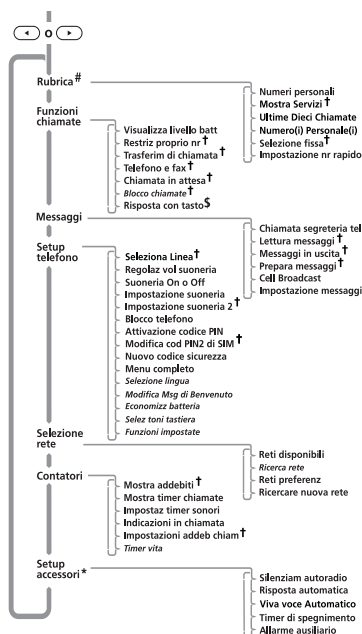 o
Rubrica #
Numeri personali
Mostra Servizi †
Ultime Dieci Chiamate
Numero(i) Personale(i)
Selezione fissa †
Impostazione nr rapido
Funzioni
chiamate
Visualizza livello batt
Restriz proprio nr †
Trasferim di chiamata †
Telefono e fax †
Chiamata in attesa †
Blocco chiamate †
Risposta con tasto $
Messaggi
Chiamata segreteria tel
Lettura messaggi †
Messaggi in uscita †
Prepara messaggi †
Cell Broadcast
Impostazione messaggi
Setup
telefono
Seleziona Linea †
Regolaz vol suoneria
Suoneria On o Off
Impostazione suoneria
Impostazione suoneria 2 †
Blocco telefono
Attivazione codice PIN
Modifica cod PIN2 di SIM †
Nuovo codice sicurezza
Menu completo
Selezione lingua
Modifica Msg di Benvenuto
Economizz batteria
Selez toni tastiera
Funzioni impostate
Selezione
rete
Reti disponibili
Ricerca rete
Reti preferenz
Ricercare nuova rete
Contatori
Mostra addebiti †
Mostra timer chiamate
Impostaz timer sonori
Indicazioni in chiamata
Impostazioni addeb chiam †
Timer vita
Setup
accessori *
Silenziam autoradio
Risposta automatica
Viva voce Automatico
Timer di spegnimento
Allarme ausiliario